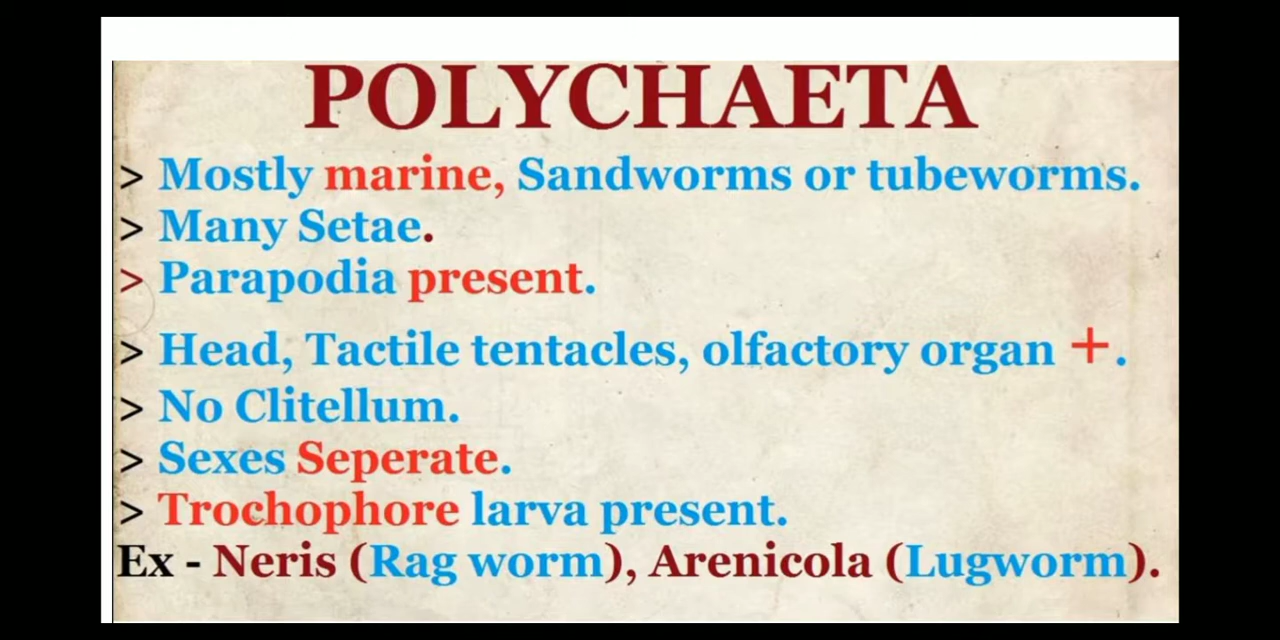 POLYCHAETA
> Mostly marine, Sandworms or tubeworms.
> Many Setae.
> Parapodia present.
> Head, Tactile tentacles, olfactory organ +.
> No Clitellum.
> Sexes Seperate.
> Trochophore larva present.
Ex - Neris (Rag worm), Arenicola (Lugworm).